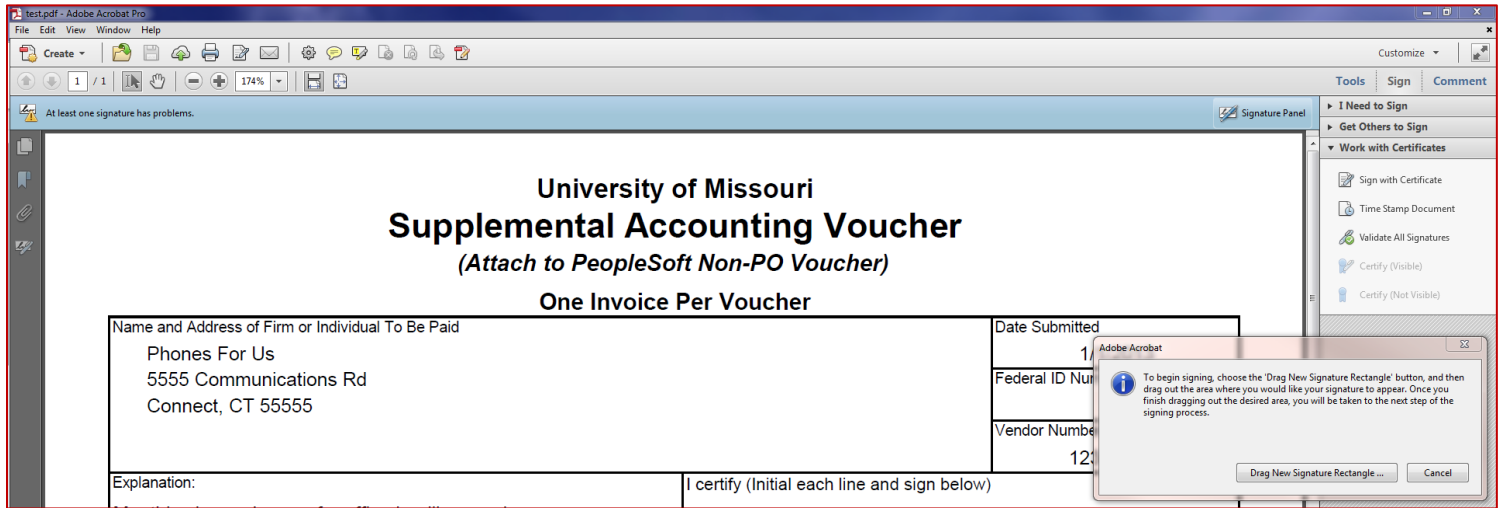 test.pdf - Adobe Acrobat Pro
File Edit View Window Help
Create
Customize
1 / 1
174%
Tools Sign Comment
At least one signature has problems.
Signature Panel
I Need to Sign
Get Others to Sign
Work with Certificates
Sign with Certificate
Time Stamp Document
Validate All Signatures
Certify (Visible)
Certify (Not Visible)
University of Missouri
Supplemental Accounting Voucher
(Attach to PeopleSoft Non-PO Voucher)
One Invoice Per Voucher
Name and Address of Firm or Individual To Be Paid
Phones For Us
5555 Communications Rd
Connect, CT 55555
Date Submitted
1/
Federal ID Nu
Vendor Numbe
12
Adobe Acrobat
To begin signing, choose the 'Drag New Signature Rectangle' button, and then
drag out the area where you would like your signature to appear. Once you
finish dragging out the desired area, you will be taken to the next step of the
signing process.
Drag New Signature Rectangle ...
Cancel
Explanation:
I certify (Initial each line and sign below)